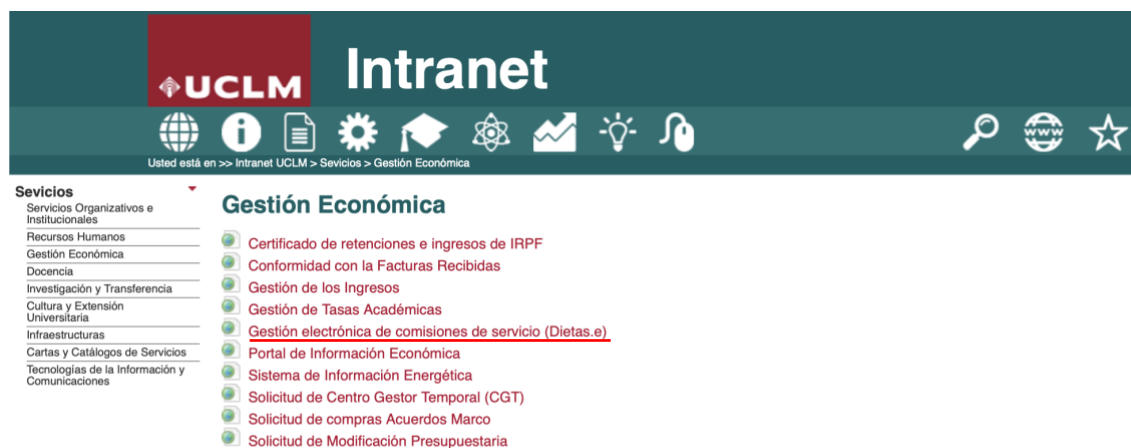 UCLM
Intranet
www
Usted está en >> Intranet UCLM > Sevicios > Gestión Económica
Sevicios
Servicios Organizativos e
Institucionales
Recursos Humanos
Gestión Económica
Docencia
Investigación y Transferencia
Cultura y Extensión
Universitaria
Infraestructuras
Cartas y Catálogos de Servicios
Tecnologías de la Información y
Comunicaciones
Gestión Económica
Certificado de retenciones e ingresos de IRPF
Conformidad con la Facturas Recibidas
Gestión de los Ingresos
Gestión de Tasas Académicas
Gestión electrónica de comisiones de servicio (Dietas.e)
Portal de Información Económica
Sistema de Información Energética
Solicitud de Centro Gestor Temporal (CGT)
Solicitud de compras Acuerdos Marco
Solicitud de Modificación Presupuestaria